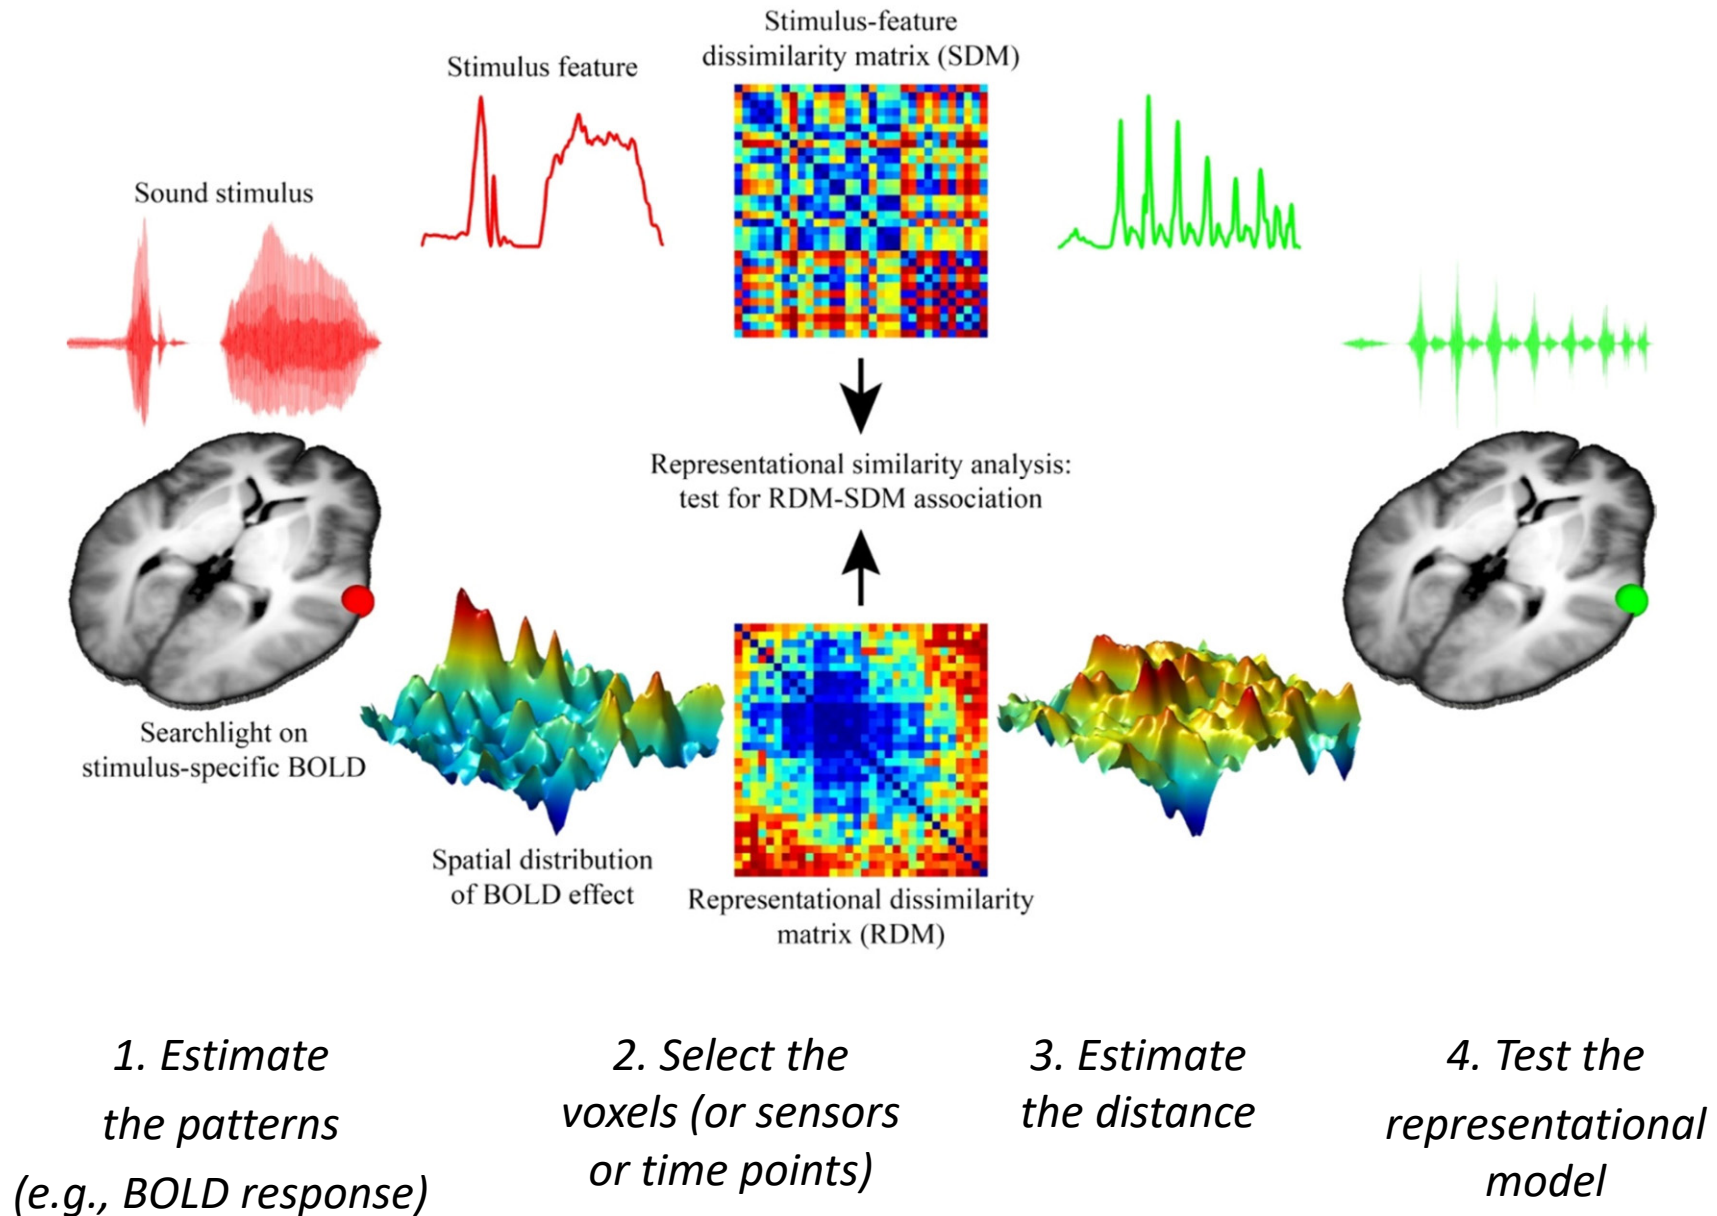 Stimulus-feature
dissimilarity matrix (SDM)
Stimulus feature
Sound stimulus
Representational similarity analysis:
test for RDM-SDM association
Searchlight on
stimulus-specific BOLD
Spatial distribution
of BOLD effect
Representational dissimilarity
matrix (RDM)
1. Estimate
the patterns
(e.g., BOLD response)
2. Select the
voxels (or sensors
or time points)
3. Estimate
the distance
4. Test the
representational
model